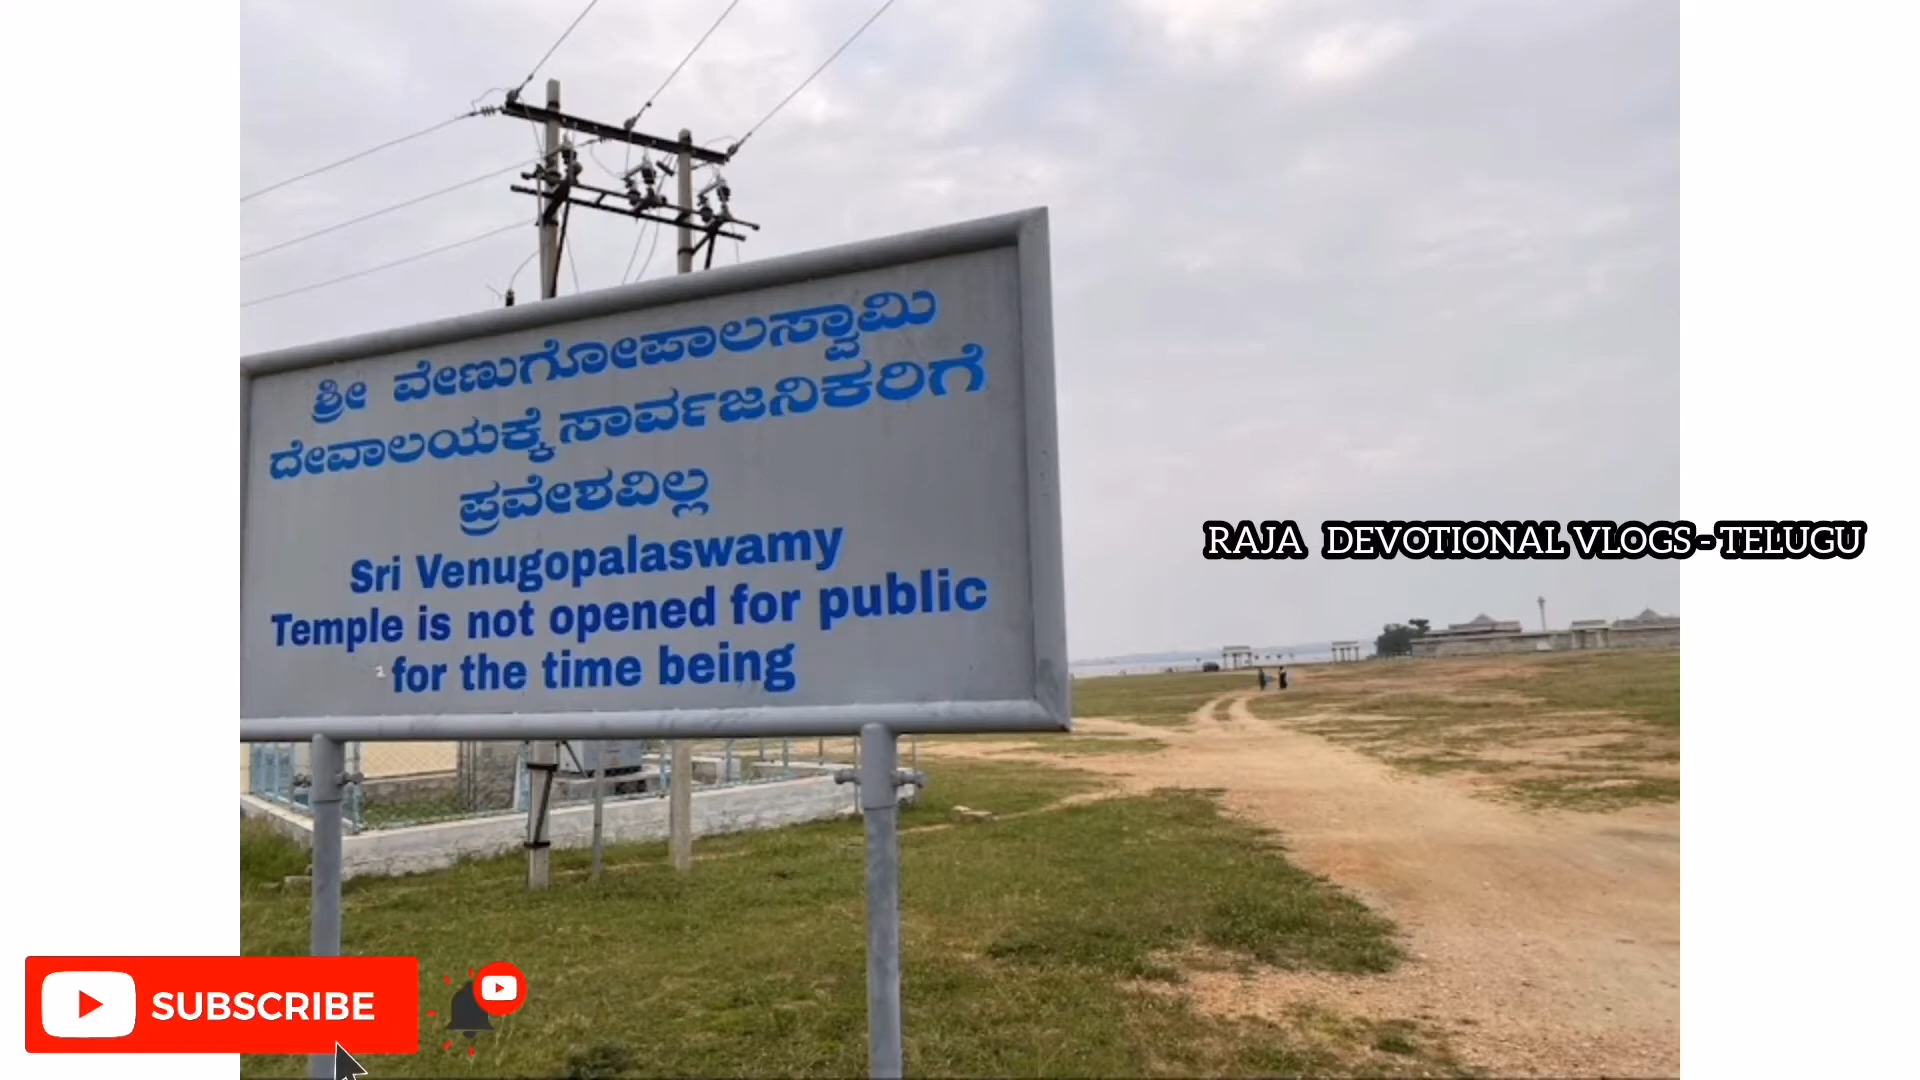 ಶ್ರೀ ವೇಣುಗೋಪಾಲಸ್ವಾಮಿ
ದೇವಾಲಯಕ್ಕೆ ಸಾರ್ವಜನಿಕರಿಗೆ
ಪ್ರವೇಶವಿಲ್ಲ
Sri Venugopalaswamy
Temple is not opened for public
for the time being
RAJA DEVOTIONAL VLOGS - TELUGU
SUBSCRIBE